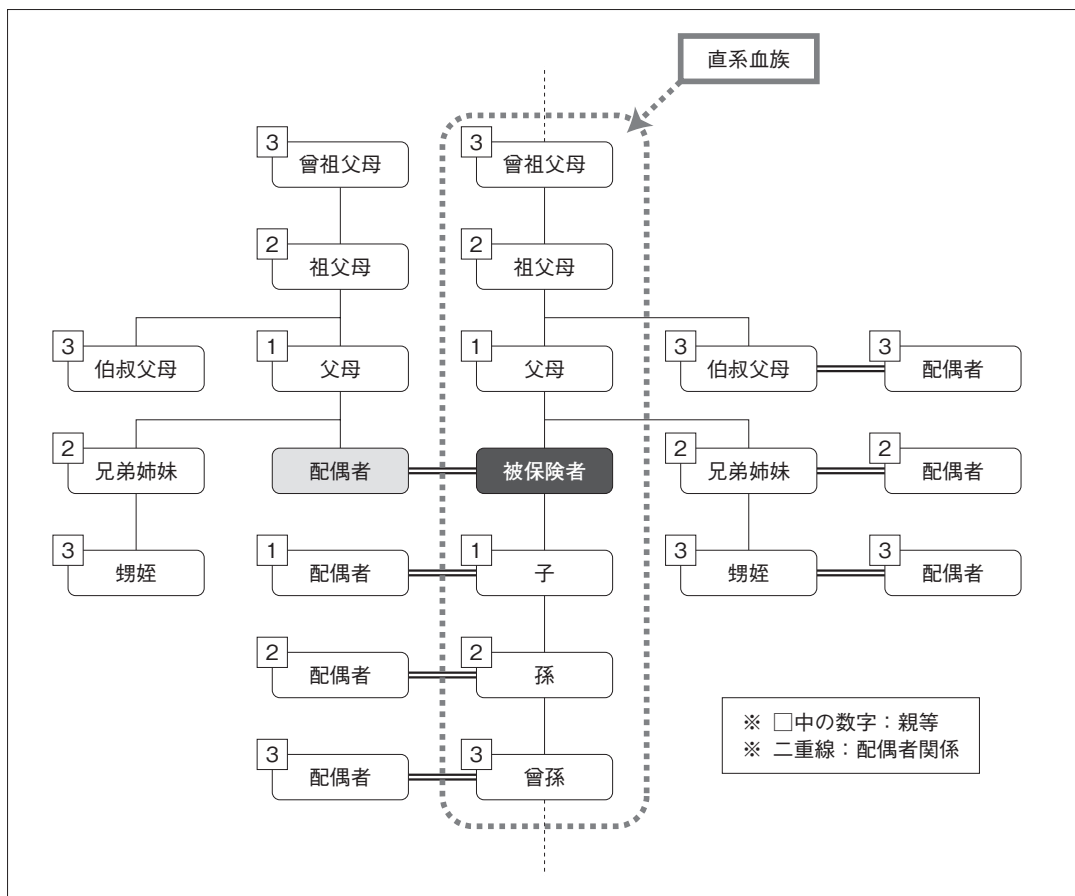 直系血族
3
曾祖父母
3
曾祖父母
2
祖父母
2
祖父母
3
伯叔父母
1
父母
1
父母
3
伯叔父母
3
配偶者
2
兄弟姉妹
配偶者
被保険者
2
兄弟姉妹
2
配偶者
3
甥姪
1
配偶者
1
子
3
甥姪
3
配偶者
2
配偶者
2
孫
3
配偶者
3
曾孫
※ □中の数字：親等
※ 二重線：配偶者関係